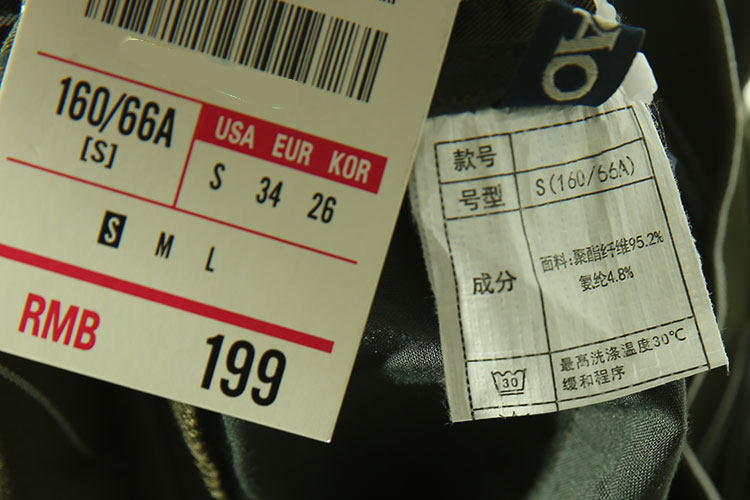 160/66A
[S]
USA EUR KOR
S 34 26
S M L
RMB 199
款号
号型 S(160/66A)
成分
面料:聚酯纤维95.2%
氨纶4.8%
30
最高洗涤温度30℃
缓和程序